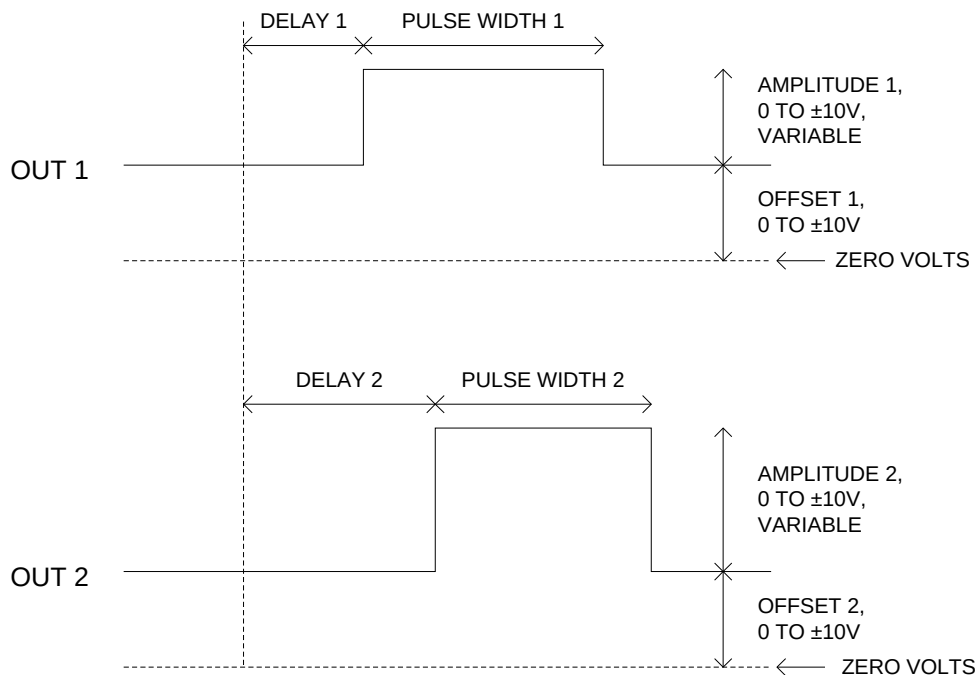 DELAY 1
PULSE WIDTH 1
AMPLITUDE 1,
0 TO ±10V,
VARIABLE
OUT 1
OFFSET 1,
0 TO ±10V
ZERO VOLTS
DELAY 2
PULSE WIDTH 2
AMPLITUDE 2,
0 TO ±10V,
VARIABLE
OUT 2
OFFSET 2,
0 TO ±10V
ZERO VOLTS